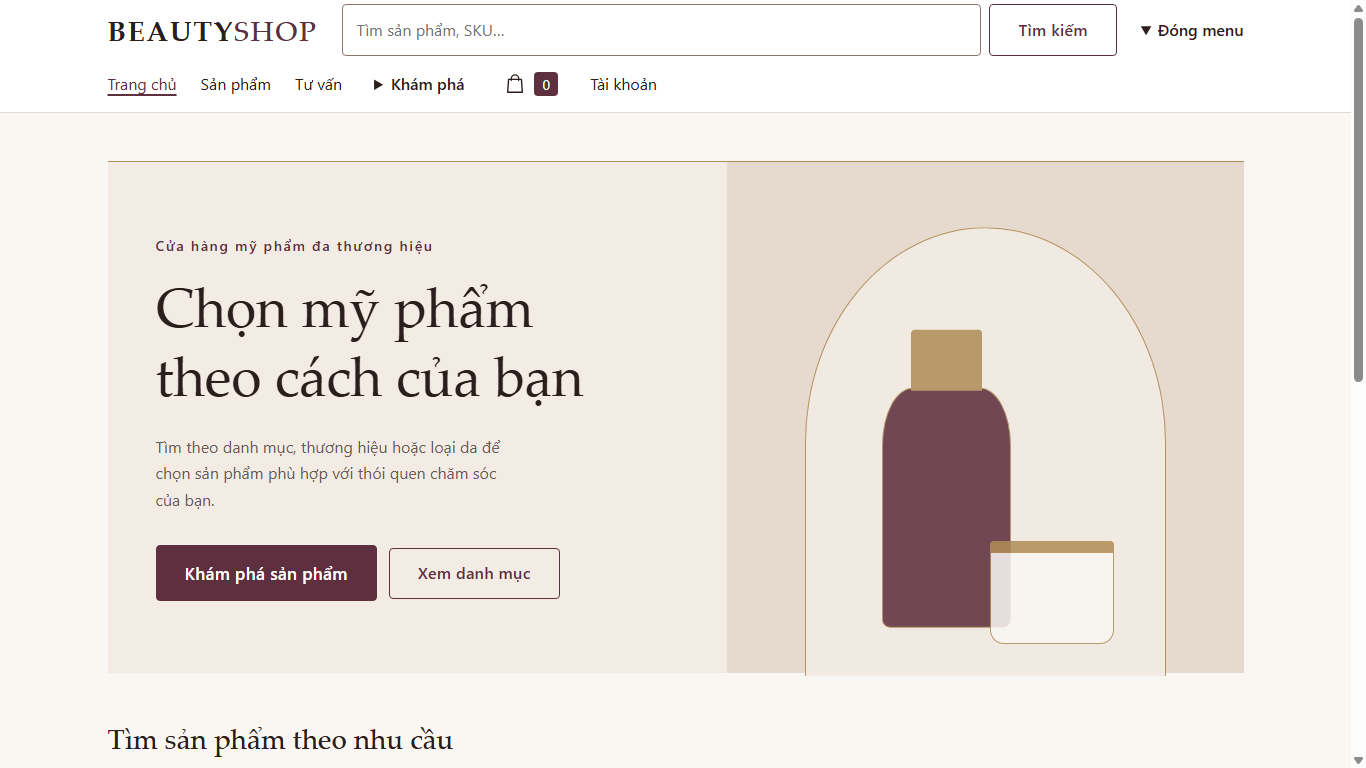 BEAUTYSHOP
Tìm sản phẩm, SKU...
Tìm kiếm
▼ Đóng menu
Trang chủ
Sản phẩm
Tư vấn
▶ Khám phá
0
Tài khoản
Cửa hàng mỹ phẩm đa thương hiệu
Chọn mỹ phẩm
theo cách của bạn
Tìm theo danh mục, thương hiệu hoặc loại da để
chọn sản phẩm phù hợp với thói quen chăm sóc
của bạn.
Khám phá sản phẩm
Xem danh mục
Tìm sản phẩm theo nhu cầu